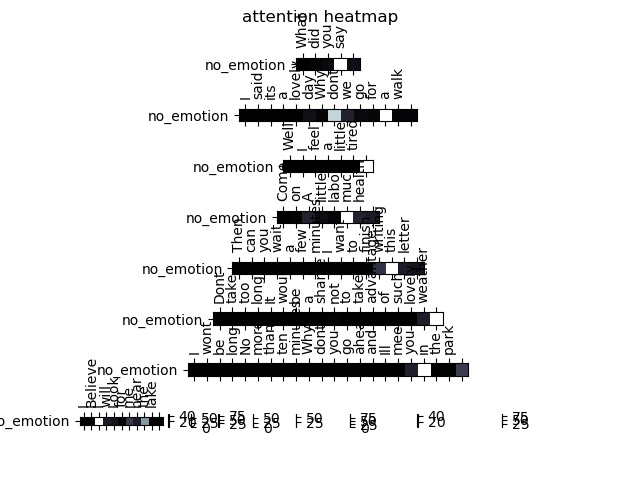 attention heatmap
What did you say
no_emotion
I said its a lovely day Why dont we go for a walk
no_emotion
Well I feel a little tired
no_emotion
Come on A little much health
no_emotion
Then can you wait a few minutes I want to finish writing this letter
no_emotion
Dont take too long It would be a shame not to take advantage of such lovely weather
no_emotion
I wont be long No more than ten minutes Why dont you go ahead and Ill meet you in the park
no_emotion
I Believe will look for me near the lake
no_emotion
40 50 75 50 50 75 40 75
20 25 25 25 25 25 20 25
0 0 0